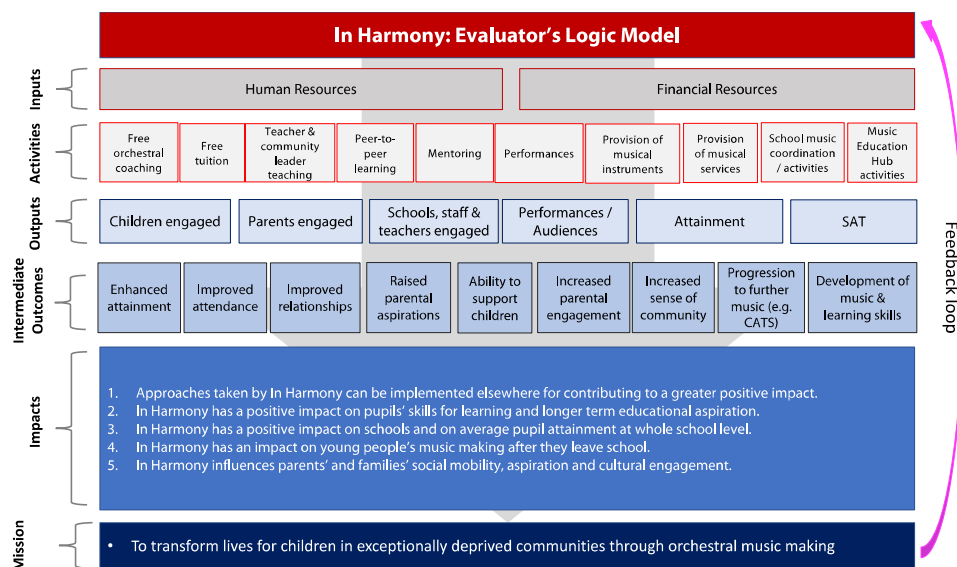 In Harmony: Evaluator's Logic Model
Inputs
Human Resources
Financial Resources
Activities
Free
orchestral
coaching
Free
tuition
Teacher &
community
leader
teaching
Peer-to-
peer
learning
Mentoring
Performances
Provision of
musical
instruments
Provision
of musical
services
School music
coordination
/ activities
Music
Education
Hub
activities
Outputs
Children engaged
Parents engaged
Schools, staff &
teachers engaged
Performances /
Audiences
Attainment
SAT
Intermediate
Outcomes
Enhanced
attainment
Improved
attendance
Improved
relationships
Raised
parental
aspirations
Ability to
support
children
Increased
parental
engagement
Increased
sense of
community
Progression
to further
music (e.g.
CATS)
Development of
music &
learning skills
Impacts
1. Approaches taken by In Harmony can be implemented elsewhere for contributing to a greater positive impact.
2. In Harmony has a positive impact on pupils' skills for learning and longer term educational aspiration.
3. In Harmony has a positive impact on schools and on average pupil attainment at whole school level.
4. In Harmony has an impact on young people's music making after they leave school.
5. In Harmony influences parents' and families' social mobility, aspiration and cultural engagement.
Mission
• To transform lives for children in exceptionally deprived communities through orchestral music making
Feedback loop